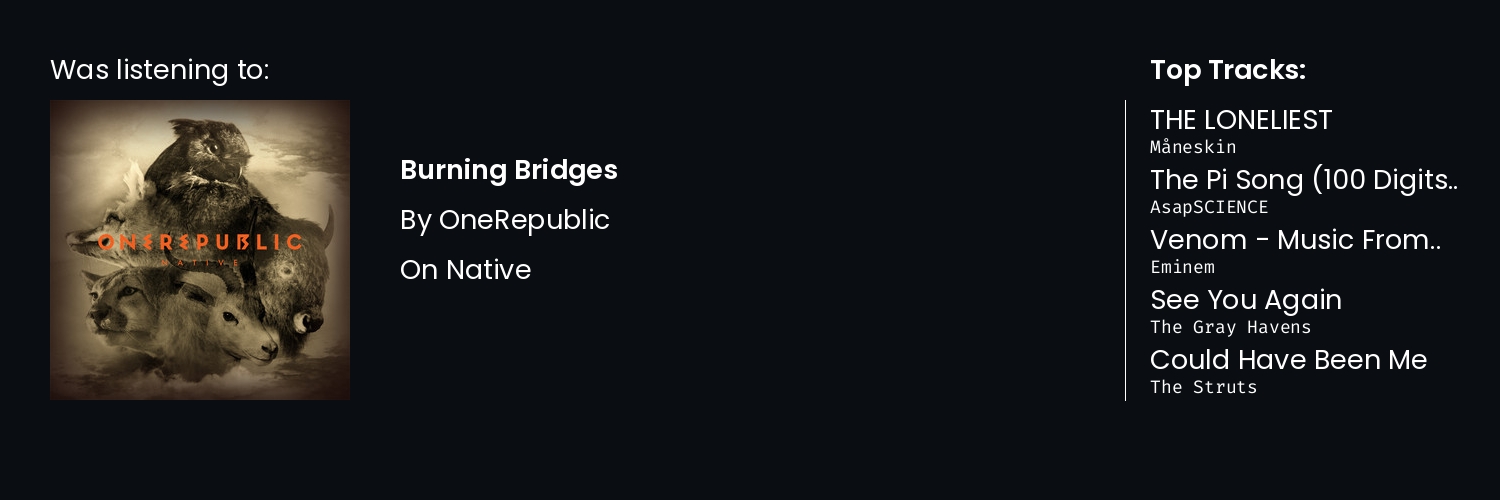 Was listening to:
ONEREPUBLIC
NATIVE
Burning Bridges
By OneRepublic
On Native
Top Tracks:
THE LONELIEST
Måneskin
The Pi Song (100 Digits..
AsapSCIENCE
Venom - Music From..
Eminem
See You Again
The Gray Havens
Could Have Been Me
The Struts